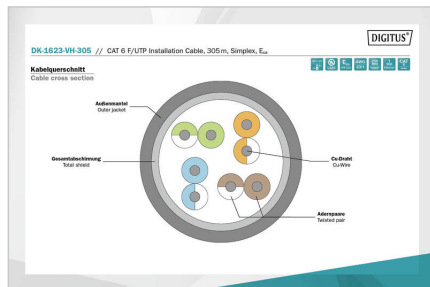 DIGITUS®
DK-1623-VH-305 // CAT 6 F/UTP Installation Cable, 305 m, Simplex, Eca
Kabelquerschnitt
Cable cross section
Außenmantel
Outer jacket
Gesamtabschirmung
Total shield
Cu-Draht
Cu-Wire
Adernpaare
Twisted pair